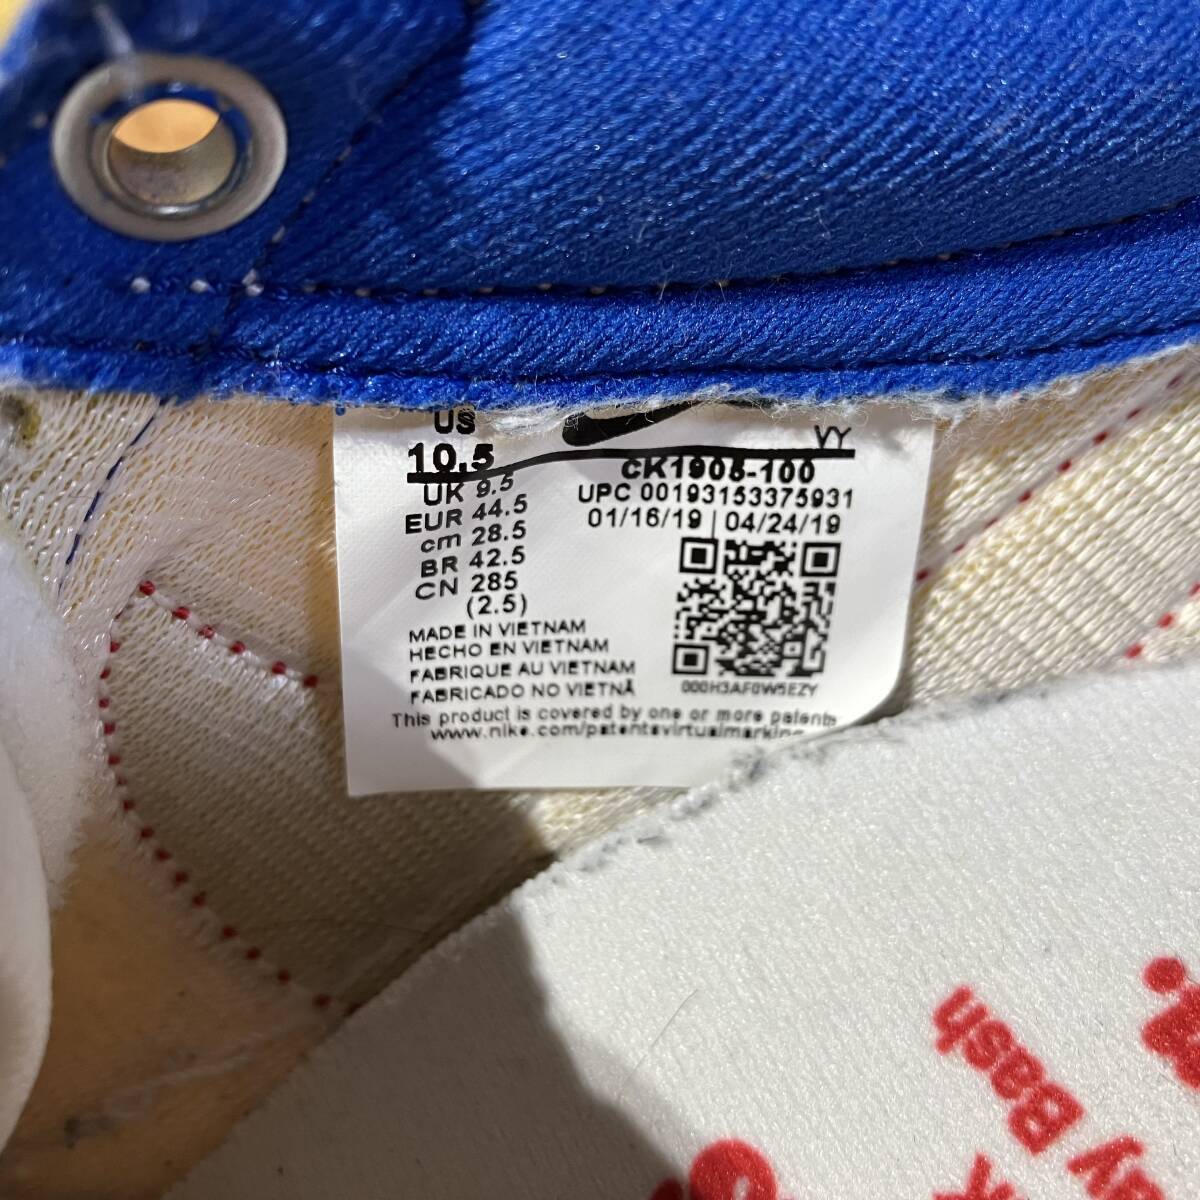 US
10.5
UK 9.5
EUR 44.5
cm 28.5
BR 42.5
CN 285
(2.5)
VY
CK1905-100
UPC 00193153375931
01/16/19 | 04/24/19
000H3AF0W5EZY
MADE IN VIETNAM
HECHO EN VIETNAM
FABRIQUE AU VIETNAM
FABRICADO NO VIETNÃ
This product is covered by one or more patents
www.nike.com/patentsvirtualmarking
Bash